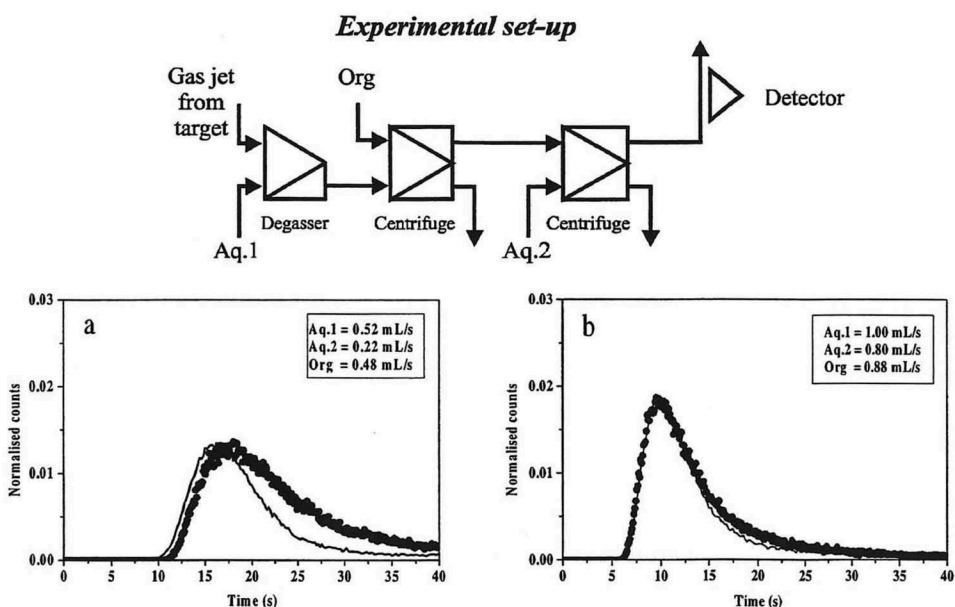 Experimental set-up
Gas jet
from
target
Org
Detector
Degasser
Centrifuge
Centrifuge
Aq.1
Aq.2
a
Aq.1 = 0.52 mL/s
Aq.2 = 0.22 mL/s
Org = 0.48 mL/s
0.03
0.02
0.01
0.00
Normalised counts
0 5 10 15 20 25 30 35 40
Time (s)
b
Aq.1 = 1.00 mL/s
Aq.2 = 0.80 mL/s
Org = 0.88 mL/s
0.03
0.02
0.01
0.00
Normalised counts
0 5 10 15 20 25 30 35 40
Time (s)